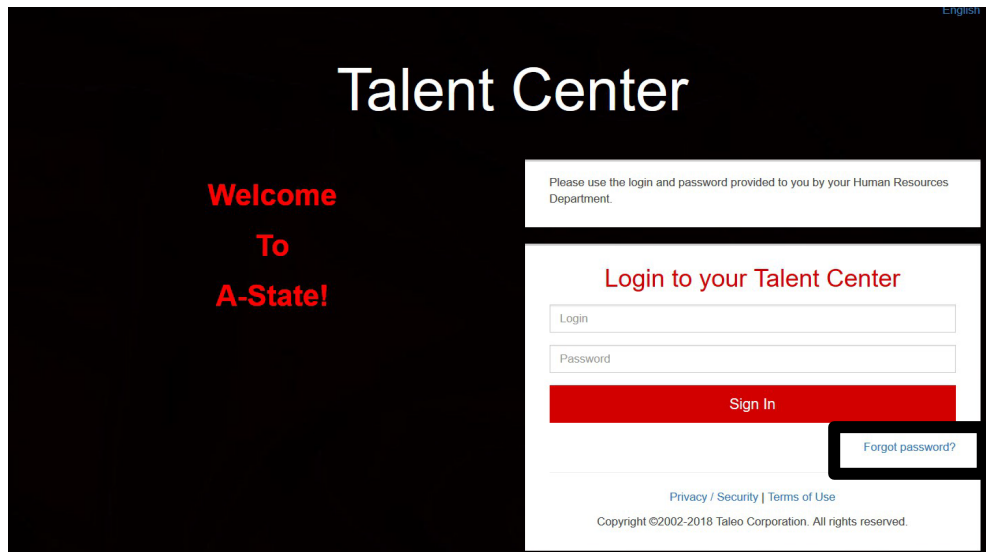 English
Talent Center
Welcome
To
A-State!
Please use the login and password provided to you by your Human Resources
Department.
Login to your Talent Center
Login
Password
Sign In
Forgot password?
Privacy / Security | Terms of Use
Copyright ©2002-2018 Taleo Corporation. All rights reserved.